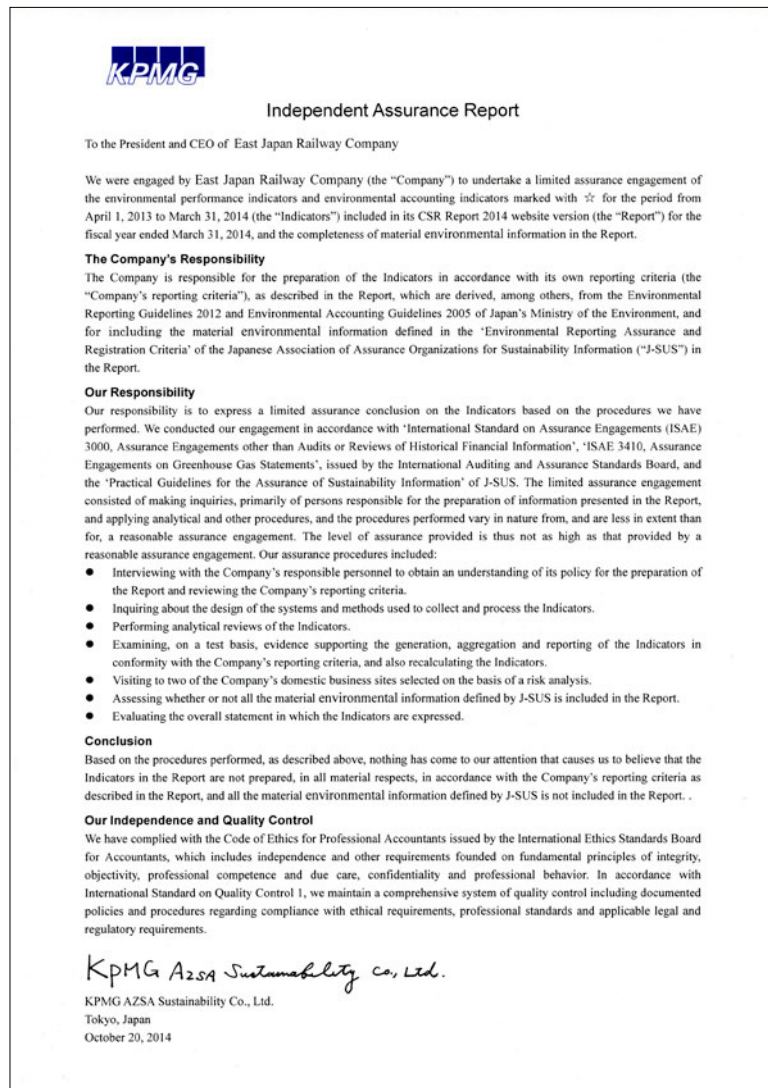 KPMG
Independent Assurance Report
To the President and CEO of East Japan Railway Company
We were engaged by East Japan Railway Company (the “Company”) to undertake a limited assurance engagement of
the environmental performance indicators and environmental accounting indicators marked with ☆ for the period from
April 1, 2013 to March 31, 2014 (the “Indicators”) included in its CSR Report 2014 website version (the “Report”) for the
fiscal year ended March 31, 2014, and the completeness of material environmental information in the Report.
The Company's Responsibility
The Company is responsible for the preparation of the Indicators in accordance with its own reporting criteria (the
“Company's reporting criteria”), as described in the Report, which are derived, among others, from the Environmental
Reporting Guidelines 2012 and Environmental Accounting Guidelines 2005 of Japan's Ministry of the Environment, and
for including the material environmental information defined in the ‘Environmental Reporting Assurance and
Registration Criteria’ of the Japanese Association of Assurance Organizations for Sustainability Information (“J-SUS”) in
the Report.
Our Responsibility
Our responsibility is to express a limited assurance conclusion on the Indicators based on the procedures we have
performed. We conducted our engagement in accordance with ‘International Standard on Assurance Engagements (ISAE)
3000, Assurance Engagements other than Audits or Reviews of Historical Financial Information’, ‘ISAE 3410, Assurance
Engagements on Greenhouse Gas Statements’, issued by the International Auditing and Assurance Standards Board, and
the ‘Practical Guidelines for the Assurance of Sustainability Information’ of J-SUS. The limited assurance engagement
consisted of making inquiries, primarily of persons responsible for the preparation of information presented in the Report,
and applying analytical and other procedures, and the procedures performed vary in nature from, and are less in extent than
for, a reasonable assurance engagement. The level of assurance provided is thus not as high as that provided by a
reasonable assurance engagement. Our assurance procedures included:
● Interviewing with the Company's responsible personnel to obtain an understanding of its policy for the preparation of
the Report and reviewing the Company's reporting criteria.
● Inquiring about the design of the systems and methods used to collect and process the Indicators.
● Performing analytical reviews of the Indicators.
● Examining, on a test basis, evidence supporting the generation, aggregation and reporting of the Indicators in
conformity with the Company's reporting criteria, and also recalculating the Indicators.
● Visiting to two of the Company's domestic business sites selected on the basis of a risk analysis.
● Assessing whether or not all the material environmental information defined by J-SUS is included in the Report.
● Evaluating the overall statement in which the Indicators are expressed.
Conclusion
Based on the procedures performed, as described above, nothing has come to our attention that causes us to believe that the
Indicators in the Report are not prepared, in all material respects, in accordance with the Company's reporting criteria as
described in the Report, and all the material environmental information defined by J-SUS is not included in the Report. .
Our Independence and Quality Control
We have complied with the Code of Ethics for Professional Accountants issued by the International Ethics Standards Board
for Accountants, which includes independence and other requirements founded on fundamental principles of integrity,
objectivity, professional competence and due care, confidentiality and professional behavior. In accordance with
International Standard on Quality Control 1, we maintain a comprehensive system of quality control including documented
policies and procedures regarding compliance with ethical requirements, professional standards and applicable legal and
regulatory requirements.
KPMG AZSA Sustainability Co., Ltd.
KPMG AZSA Sustainability Co., Ltd.
Tokyo, Japan
October 20, 2014